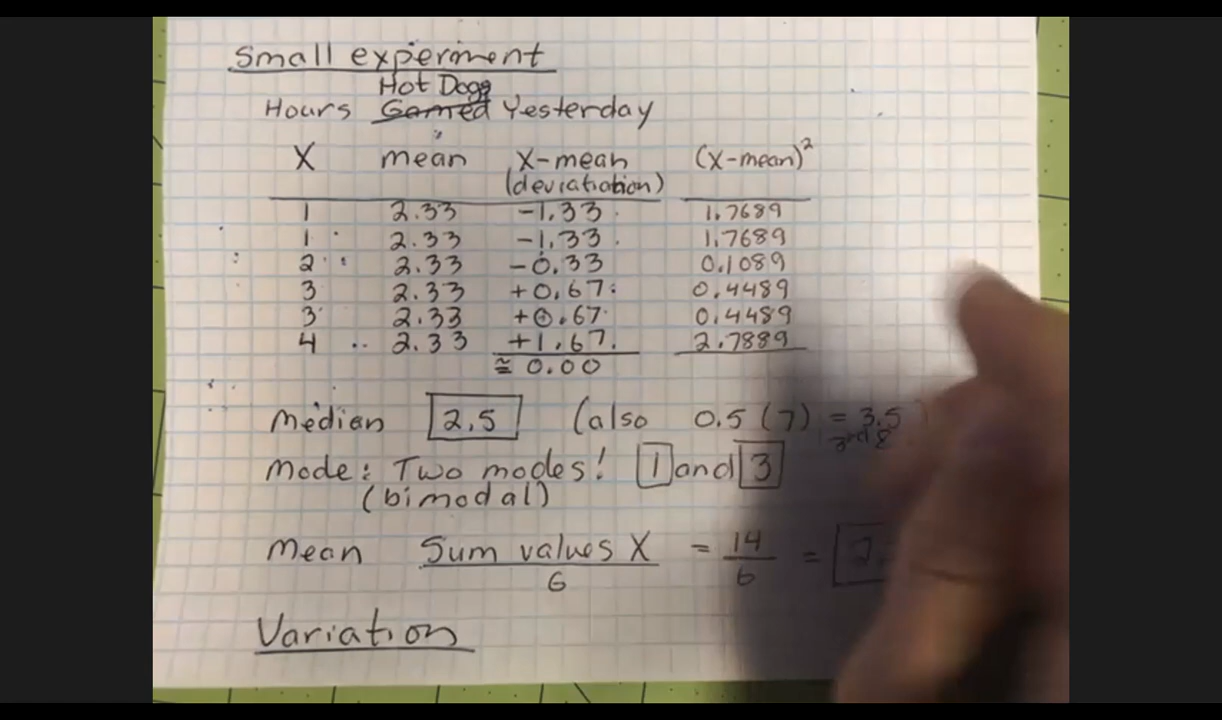 Small experiment
Hot Dogs
Hours Gamed Yesterday
X mean X-mean (X-mean)²
(deviatiation)
1 2.33 -1.33 1.7689
1 2.33 -1.33 1.7689
2 2.33 -0.33 0.1089
3 2.33 +0.67 0.4489
3 2.33 +0.67 0.4489
4 2.33 +1.67 2.7889
≅ 0.00
Median 2.5 (also 0.5 (7) = 3.5
Mode: Two modes! 1 and 3
(bimodal)
Mean Sum values X = 14 =
6 6
Variation